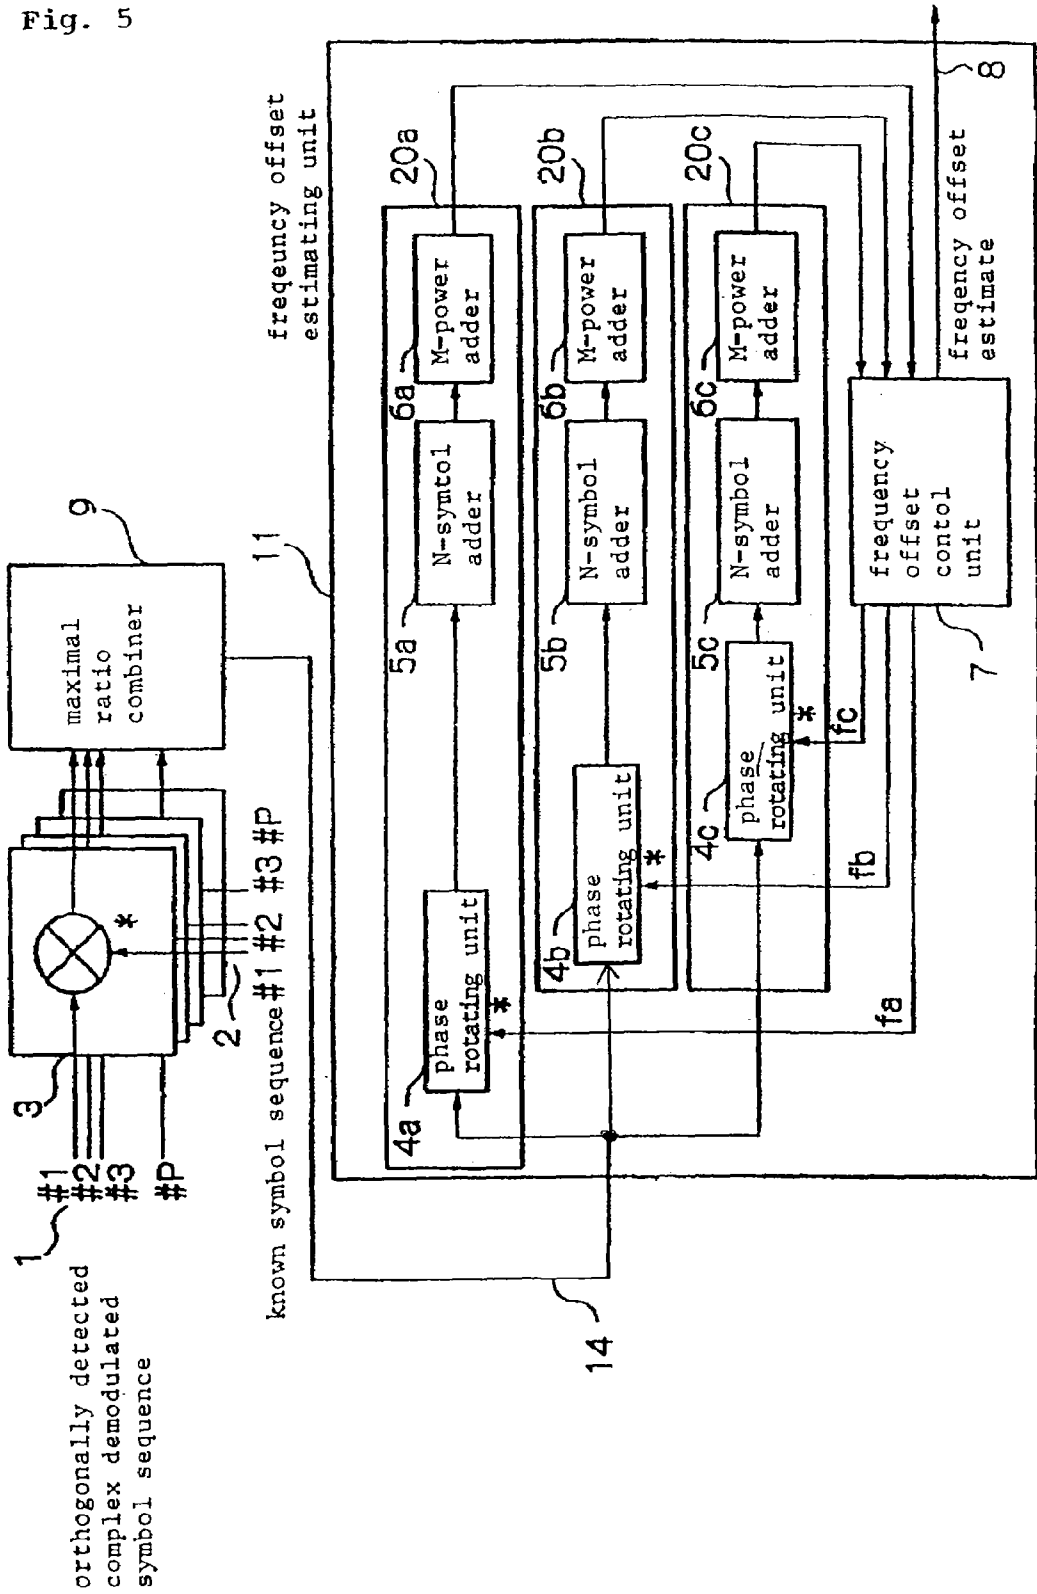 Fig. 5
orthogonally detected
complex demodulated
symbol sequence
1
#1
#2
#3
#P
3
*
2
known symbol sequence #1 #2 #3 #P
maximal
ratio
combiner
9
14
11
freqeuncy offset
estimating unit
4a
phase
rotating unit
*
5a
N-symtol
adder
6a
M-power
adder
20a
4b
phase
rotating unit
*
5b
N-symbol
adder
6b
M-power
adder
20b
4c
phase
rotating unit
*
5c
N-symbol
adder
6c
M-power
adder
20c
fa
fb
fc
7
frequency
offset
contol
unit
freqency offset
estimate
8